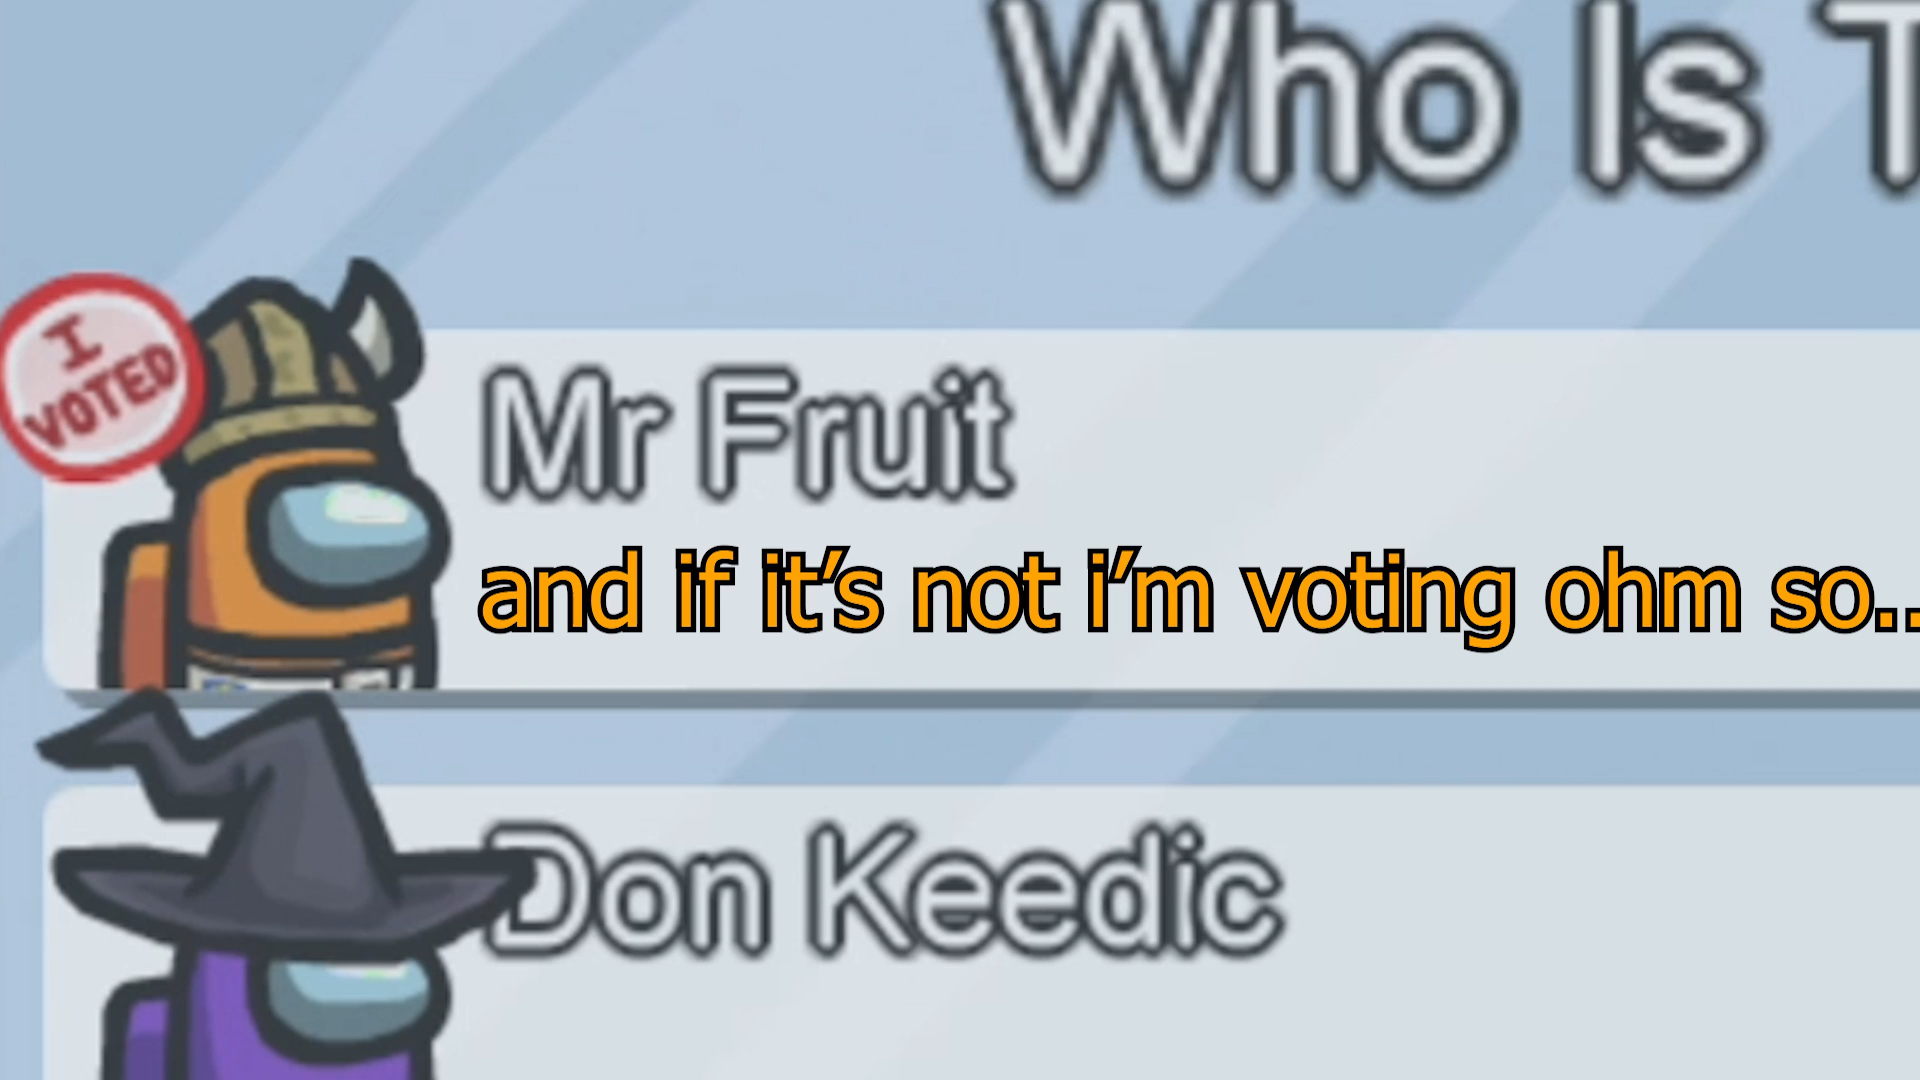 Who Is T
I
VOTED
Mr Fruit
and if it's not i'm voting ohm so..
Don Keedic